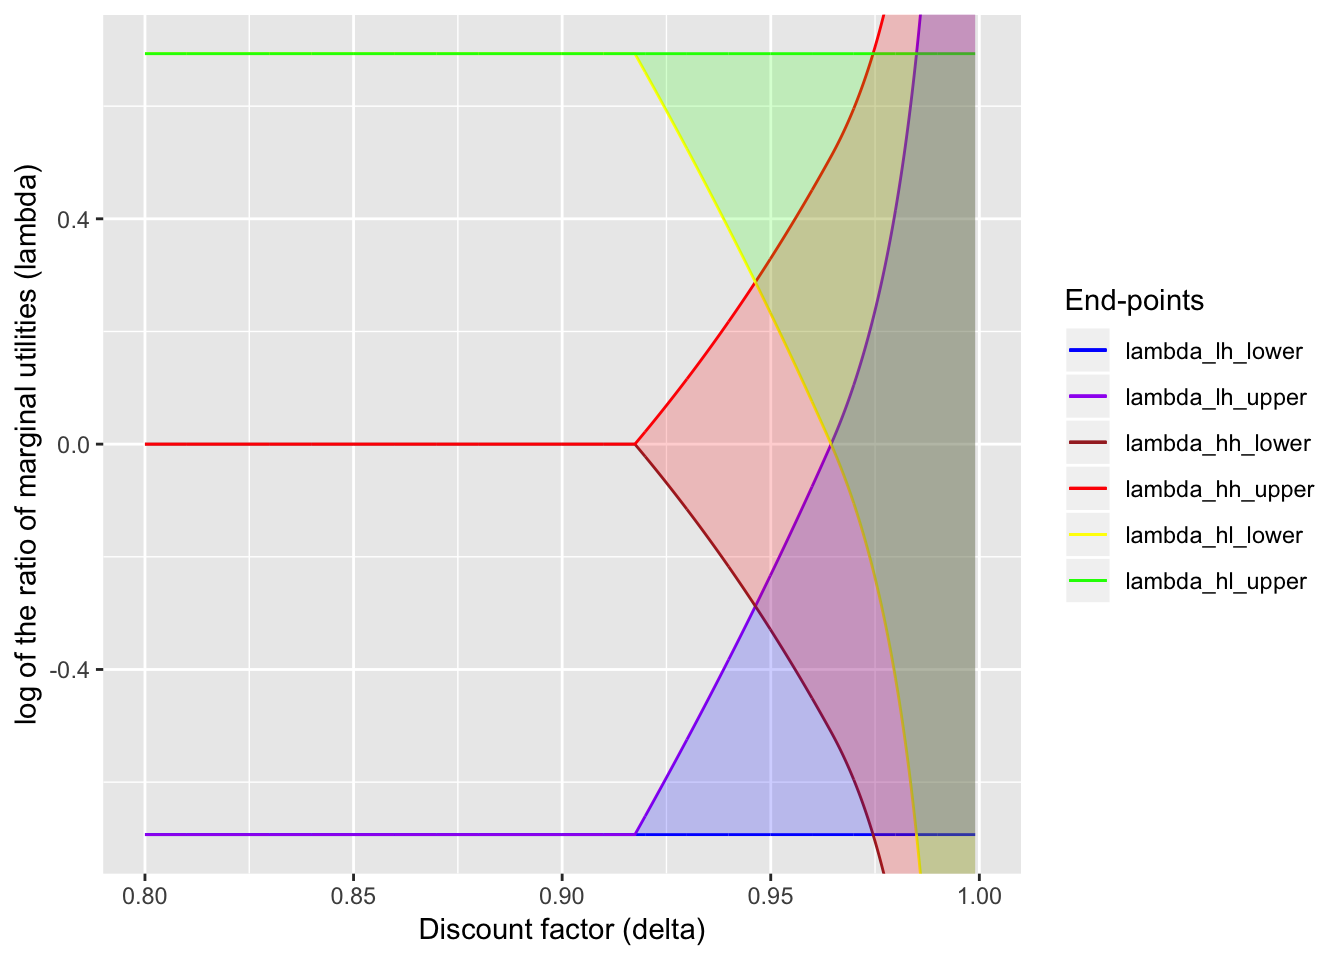 log of the ratio of marginal utilities (lambda)
0.4
0.0
-0.4
0.80
0.85
0.90
0.95
1.00
Discount factor (delta)
End-points
lambda_lh_lower
lambda_lh_upper
lambda_hh_lower
lambda_hh_upper
lambda_hl_lower
lambda_hl_upper